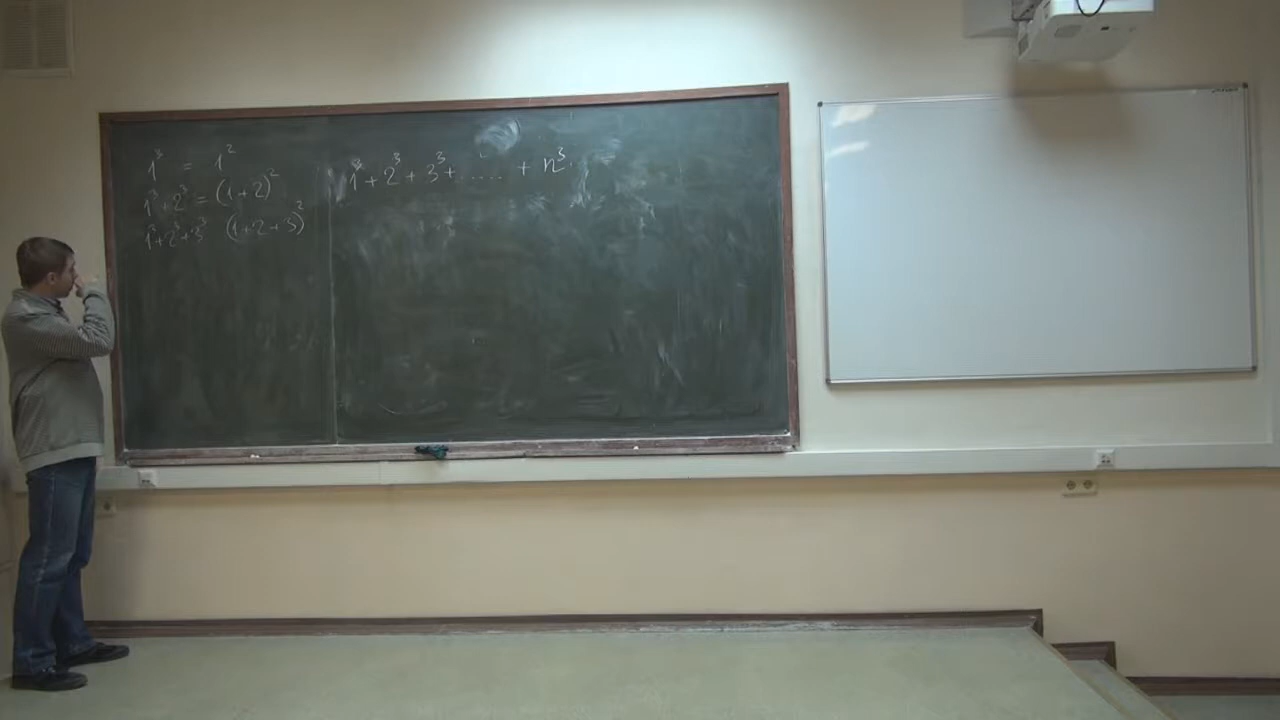 1³ = 1²
1³+2³ = (1+2)²
1³+2³+3³ (1+2+3)²
1³+2³+3³+ ..... + n³.